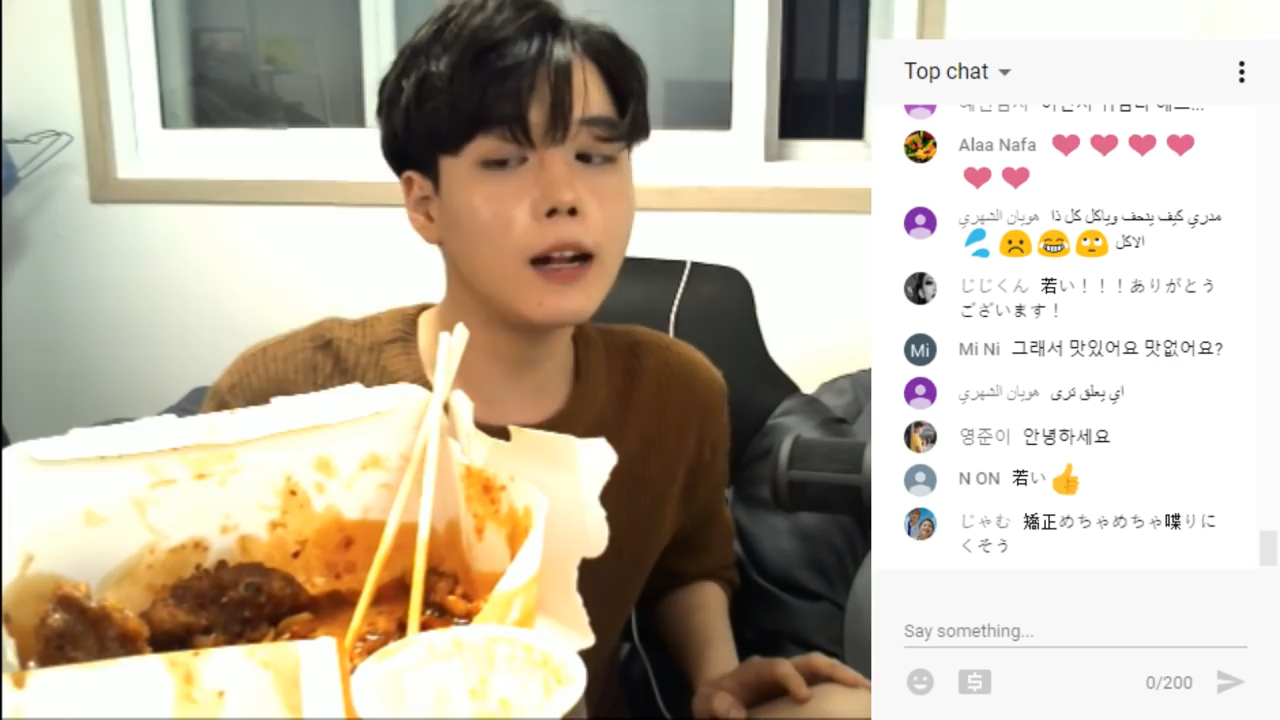 Top chat
Alaa Nafa
هوبان الشهري مدري كيف ينحف وياكل كل ذا
الاكل
じじくん 若い！！！ありがとう
ございます！
Mi Mi Ni 그래서 맛있어요 맛없어요?
هوبان الشهري اي يعلق ترى
영준이 안녕하세요
N ON 若い
じゃむ 矯正めちゃめちゃ喋りに
くそう
Say something...
0/200